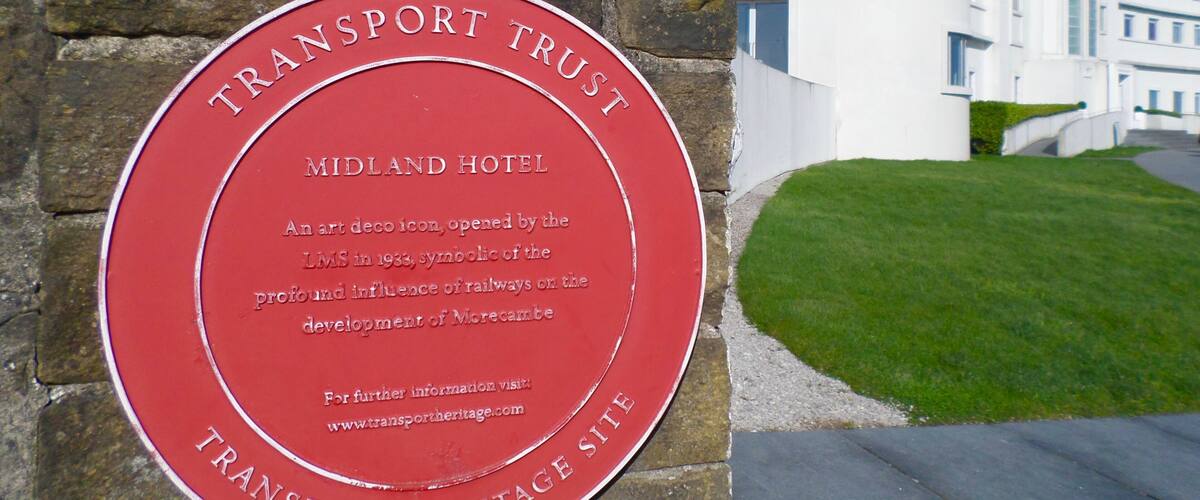 TRANSPORT TRUST
MIDLAND HOTEL
An art deco icon, opened by the
LMS in 1933, symbolic of the
profound influence of railways on the
development of Morecambe
For further information visit:
www.transportheritage.com
SITE